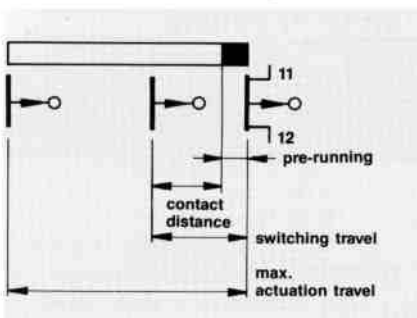 11
12
pre-running
contact
distance
switching travel
max.
actuation travel